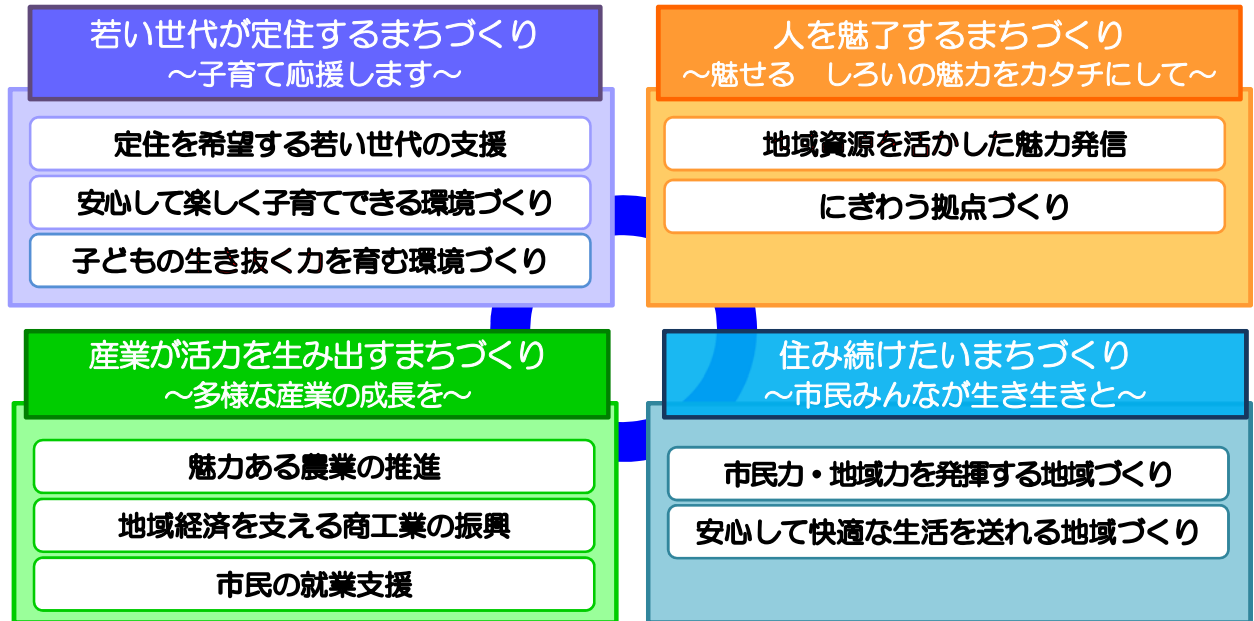 若い世代が定住するまちづくり
～子育て応援します～
定住を希望する若い世代の支援
安心して楽しく子育てできる環境づくり
子どもの生き抜く力を育む環境づくり
人を魅了するまちづくり
～魅せる　しろいの魅力をカタチにして～
地域資源を活かした魅力発信
にぎわう拠点づくり
産業が活力を生み出すまちづくり
～多様な産業の成長を～
魅力ある農業の推進
地域経済を支える商工業の振興
市民の就業支援
住み続けたいまちづくり
～市民みんなが生き生きと～
市民力・地域力を発揮する地域づくり
安心して快適な生活を送れる地域づくり